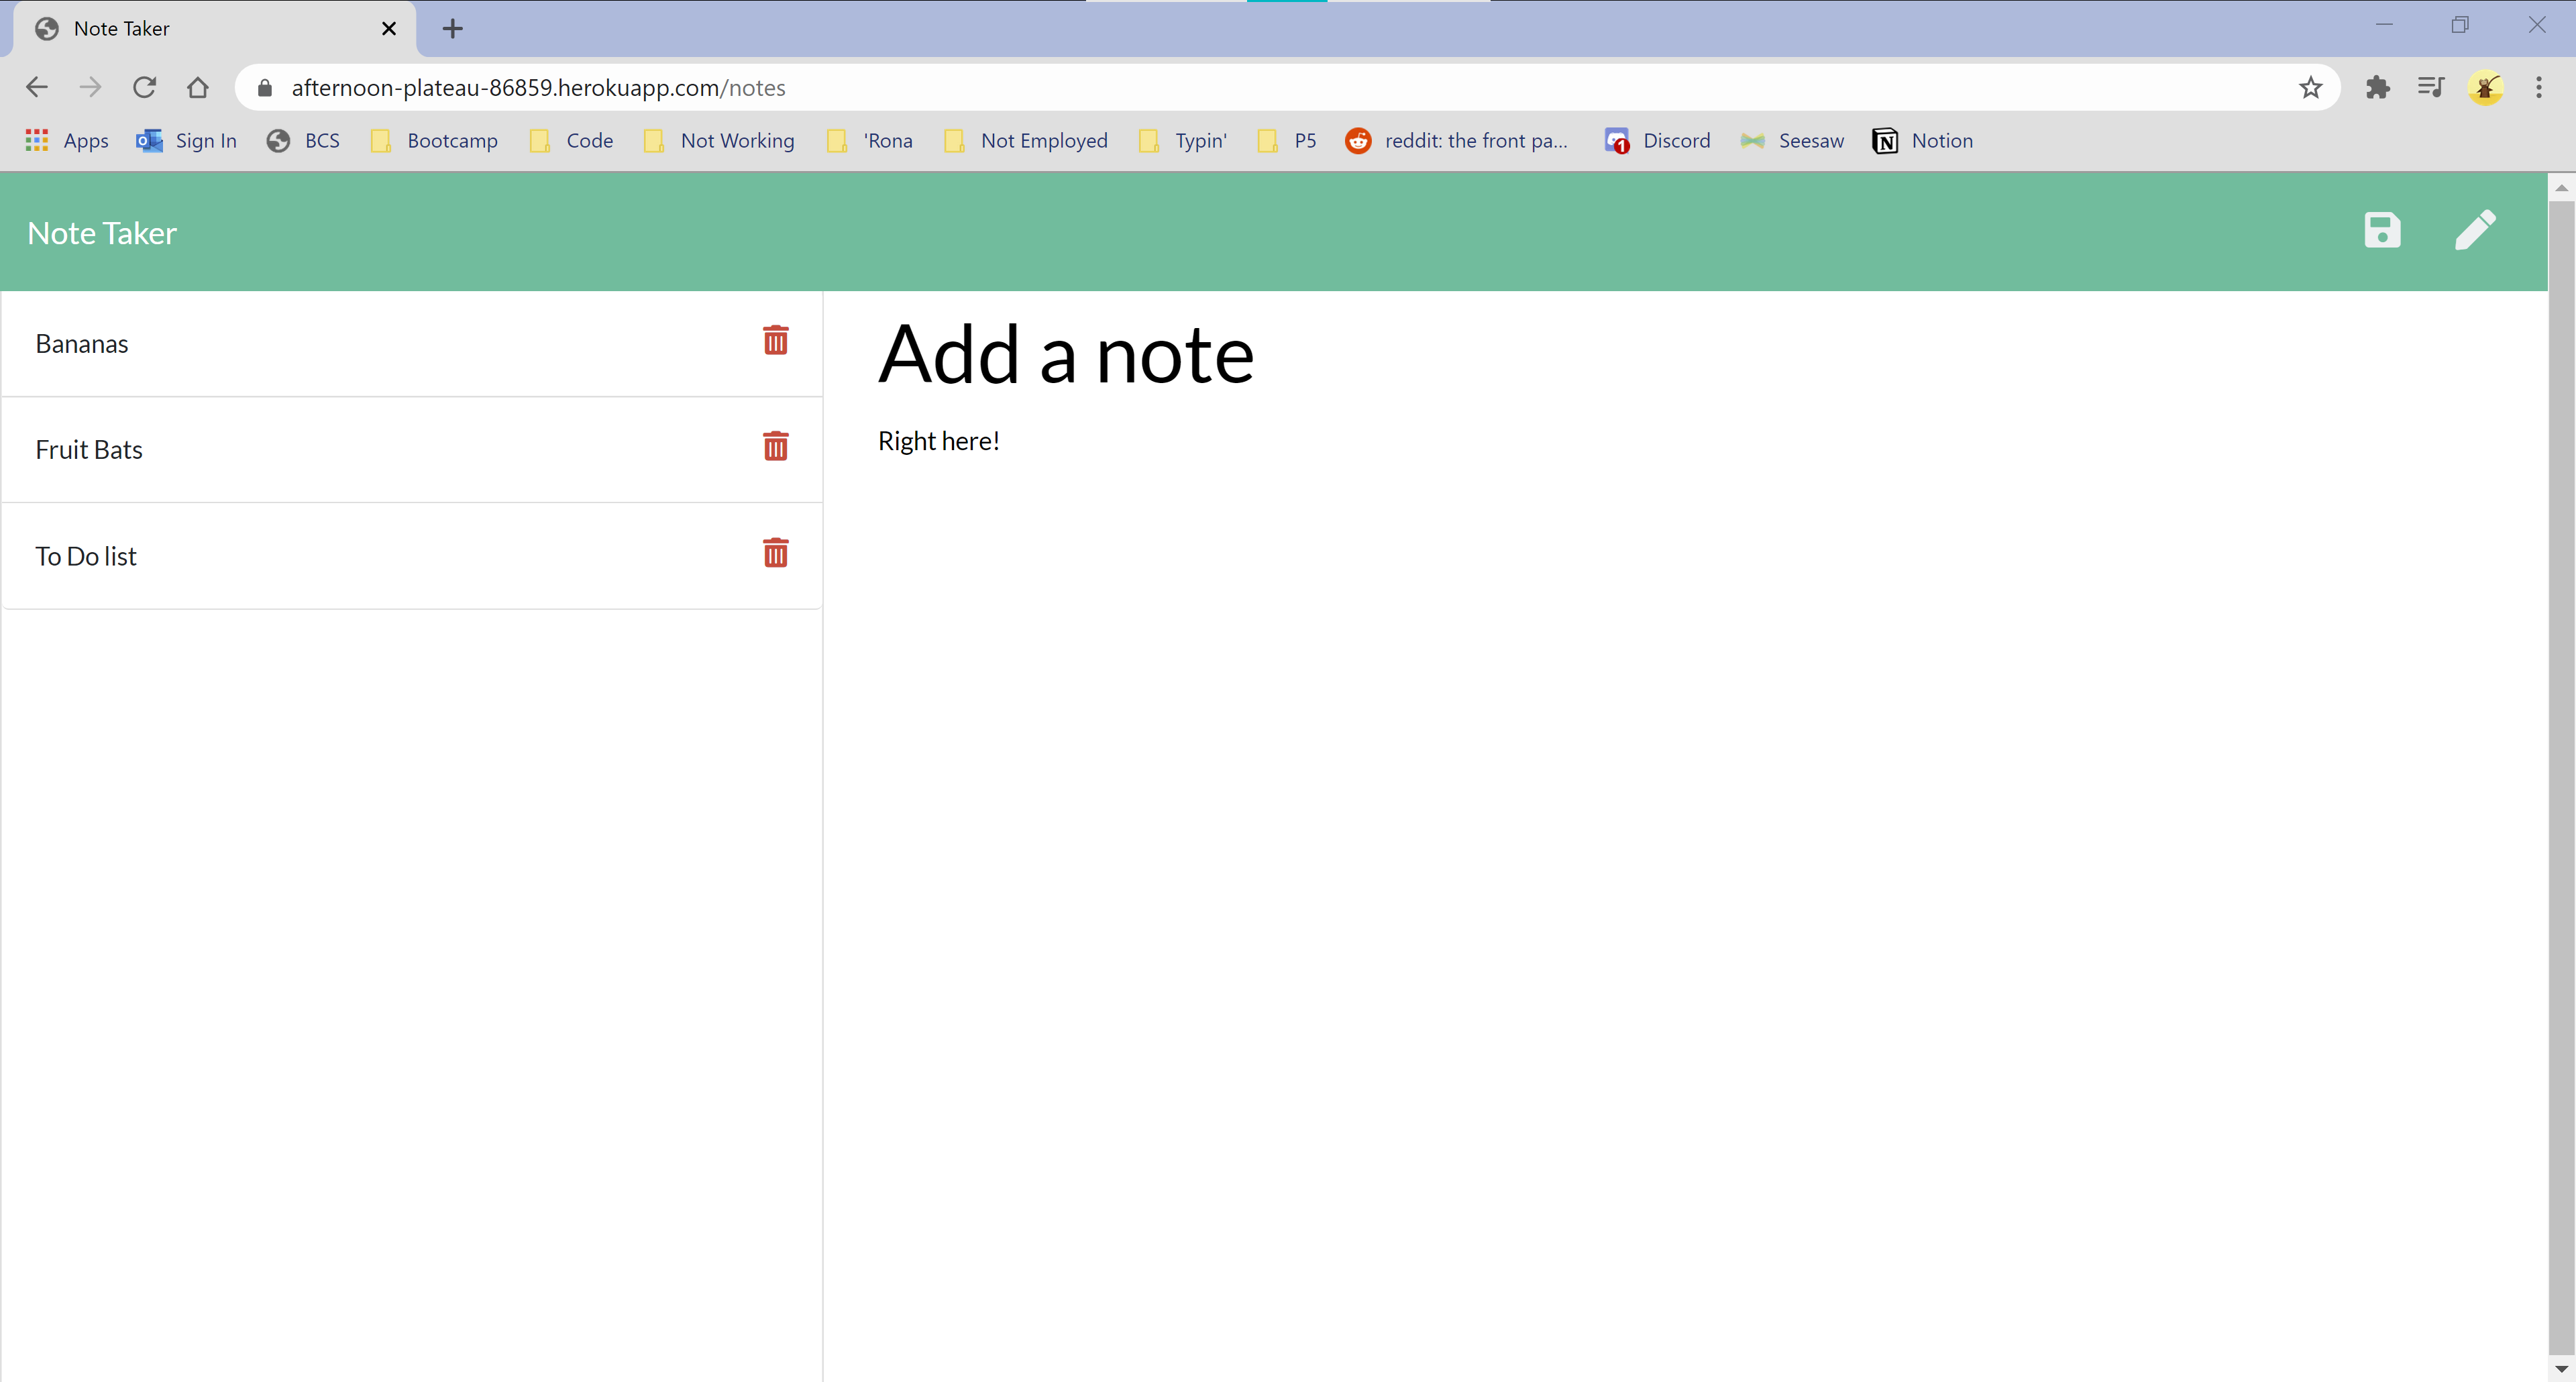 Note Taker
afternoon-plateau-86859.herokuapp.com/notes
Apps Sign In BCS Bootcamp Code Not Working 'Rona Not Employed Typin' P5 reddit: the front pa... 1 Discord Seesaw N Notion
Note Taker
Bananas
Fruit Bats
To Do list
Add a note
Right here!